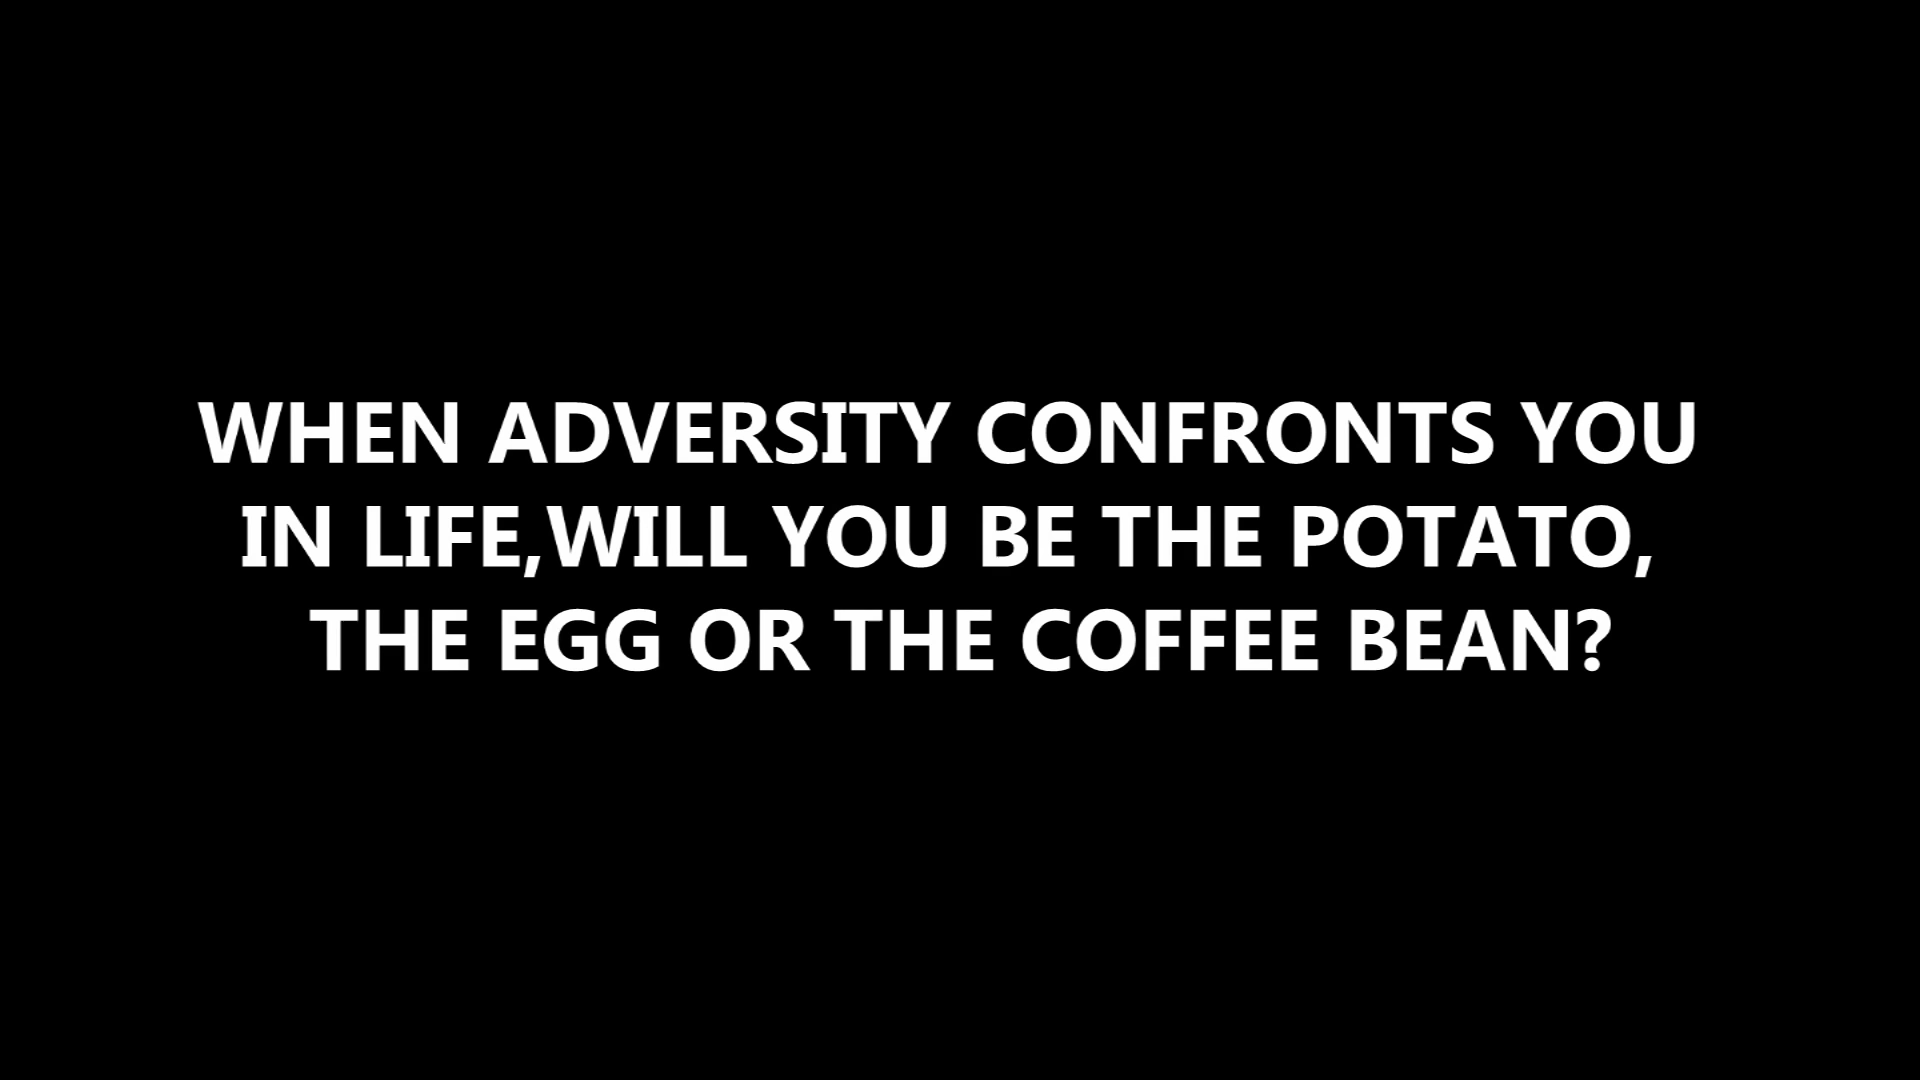 WHEN ADVERSITY CONFRONTS YOU
IN LIFE,WILL YOU BE THE POTATO,
THE EGG OR THE COFFEE BEAN?